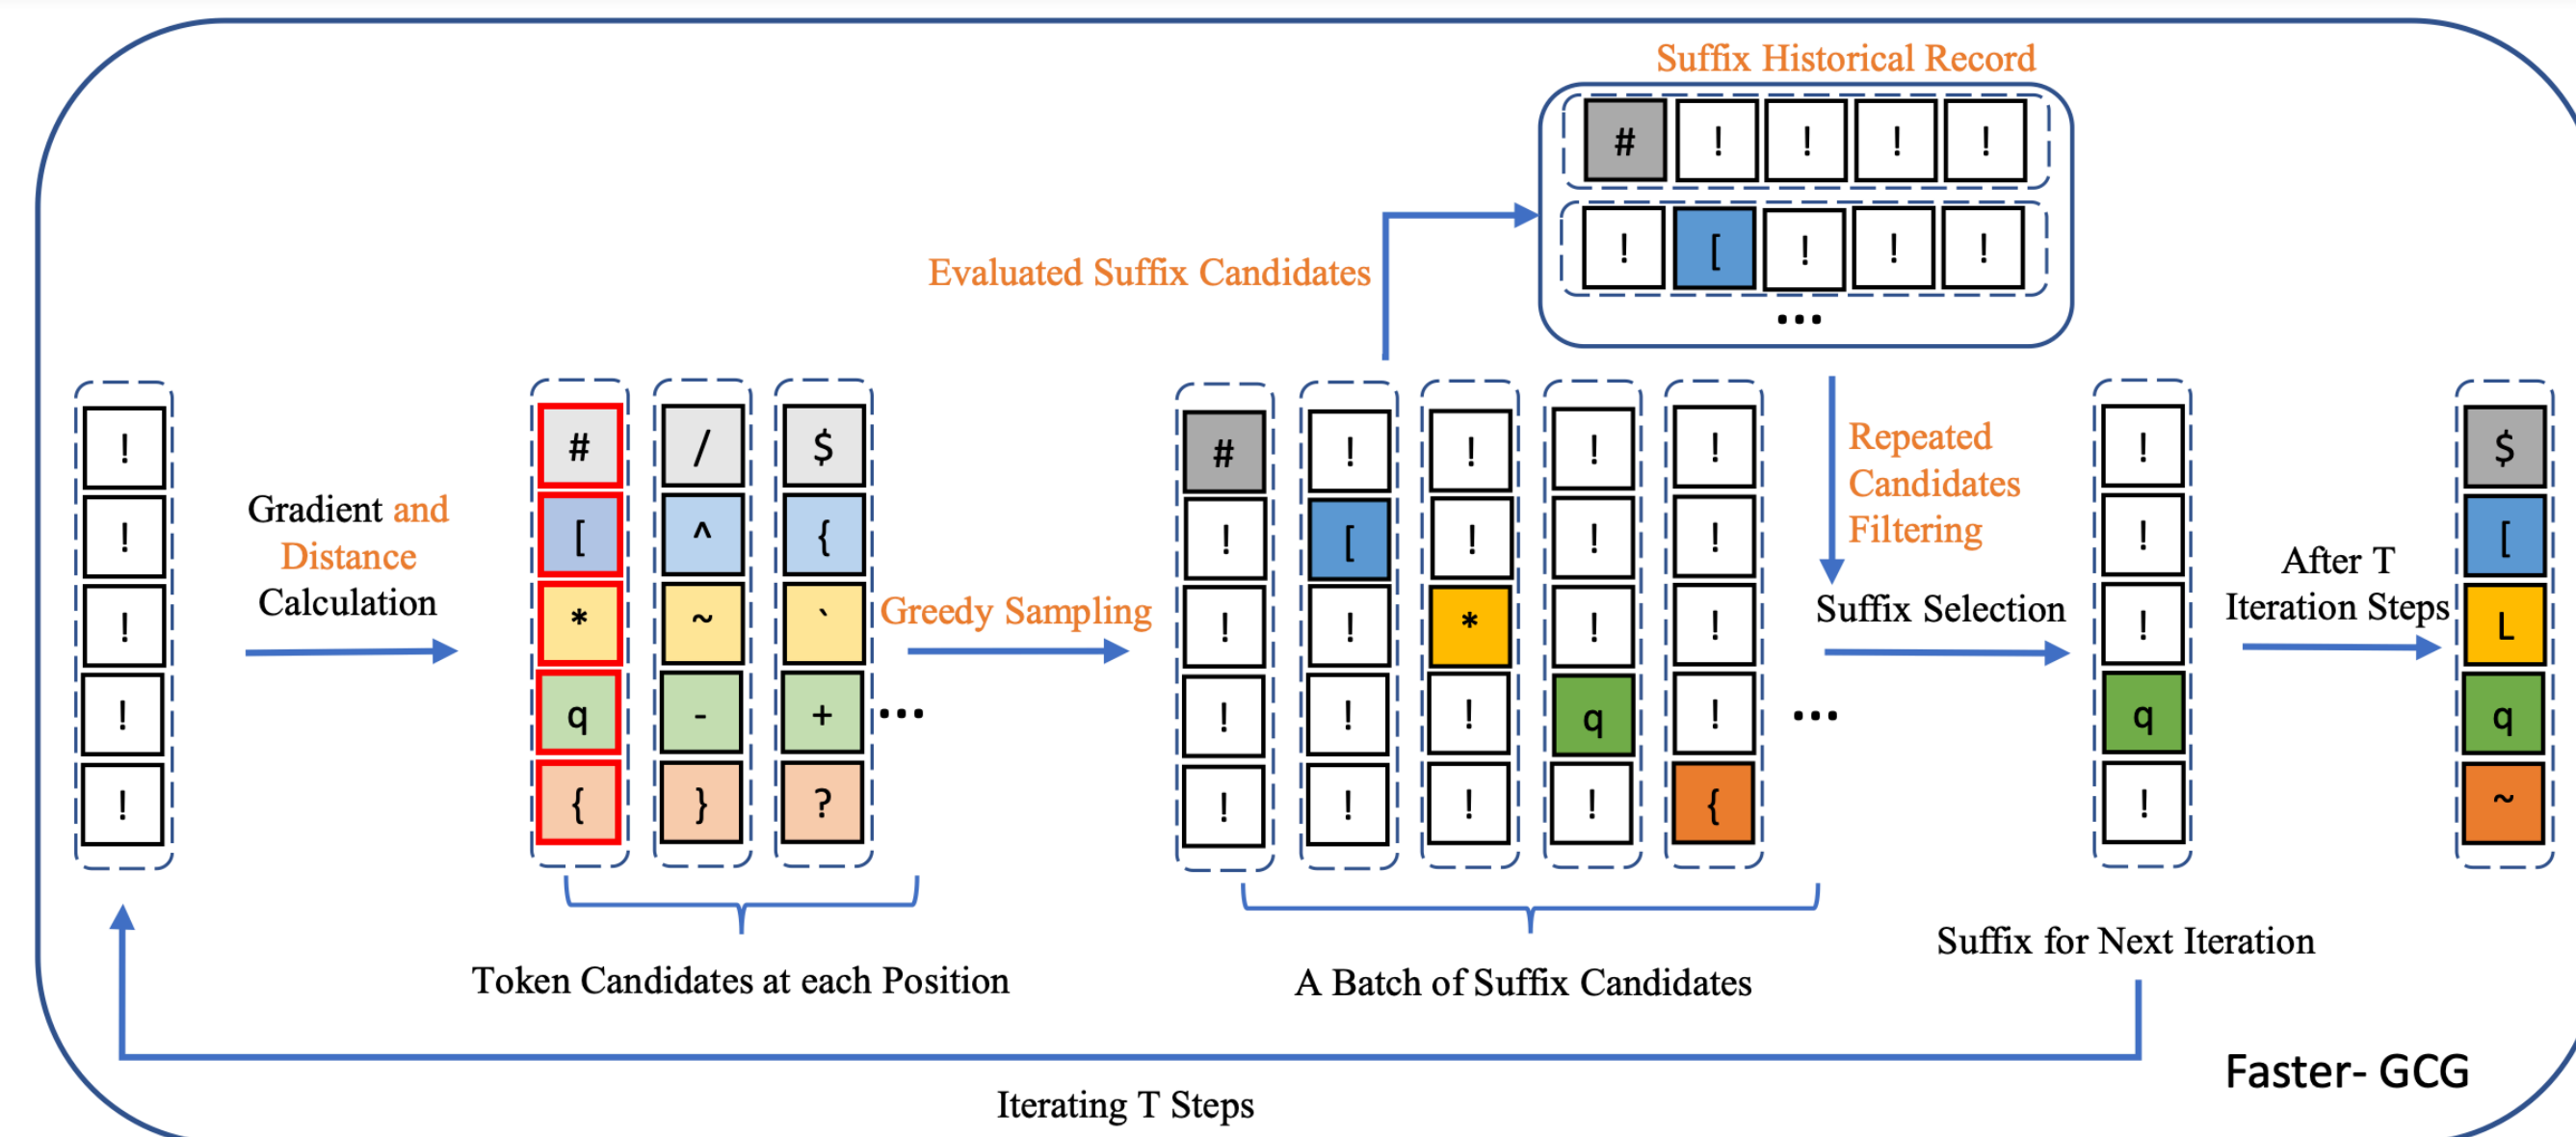 Suffix Historical Record
# ! ! ! !
! [ ! ! !
...
Evaluated Suffix Candidates
Repeated
Candidates
Filtering
!
!
!
!
!
Gradient and
Distance
Calculation
# / $
[ ^ {
* ~ `
q - +
{ } ?
...
Greedy Sampling
# ! ! ! !
! [ ! ! !
! ! * ! !
! ! ! q !
! ! ! ! {
...
Suffix Selection
!
!
!
q
!
After T
Iteration Steps
$
[
L
q
~
Token Candidates at each Position
A Batch of Suffix Candidates
Suffix for Next Iteration
Iterating T Steps
Faster- GCG